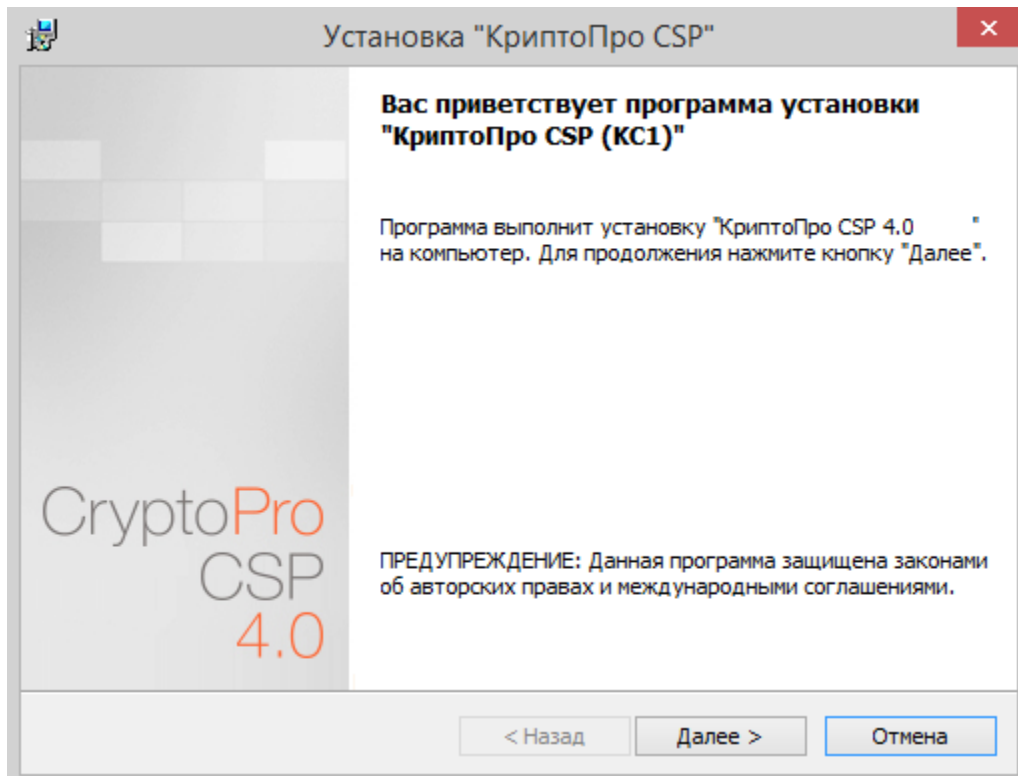 Установка "КриптоПро CSP"
Вас приветствует программа установки
"КриптоПро CSP (КС1)"
Программа выполнит установку "КриптоПро CSP 4.0 "
на компьютер. Для продолжения нажмите кнопку "Далее".
CryptoPro
CSP
4.0
ПРЕДУПРЕЖДЕНИЕ: Данная программа защищена законами
об авторских правах и международными соглашениями.
< Назад Далее > Отмена